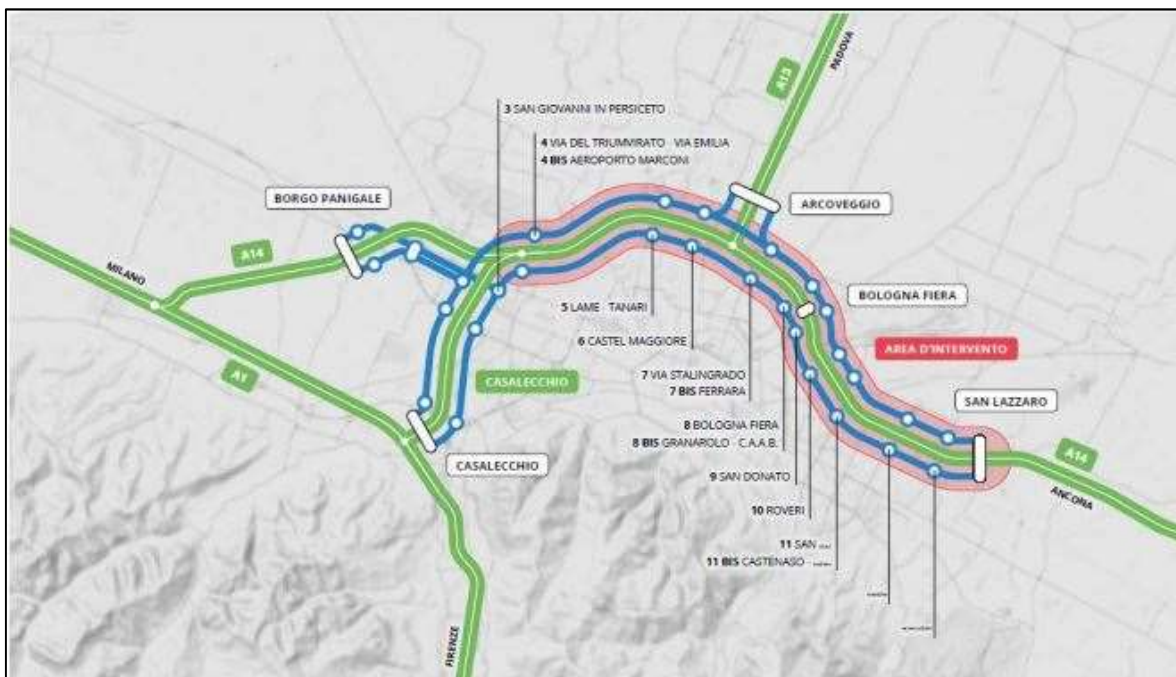 PADOVA
A13
3 SAN GIOVANNI IN PERSICETO
4 VIA DEL TRIUMVIRATO VIA EMILIA
4 BIS AEROPORTO MARCONI
BORGO PANIGALE
ARCOVEGGIO
A14
MILANO
BOLOGNA FIERA
5 LAME TANARI
6 CASTEL MAGGIORE
AREA D'INTERVENTO
A1
CASALECCHIO
7 VIA STALINGRADO
7 BIS FERRARA
SAN LAZZARO
8 BOLOGNA FIERA
8 BIS GRANAROLO - C.A.A.B.
CASALECCHIO
A14
9 SAN DONATO
ANCONA
10 ROVERI
11 SAN
11 BIS CASTENASO
FIRENZE